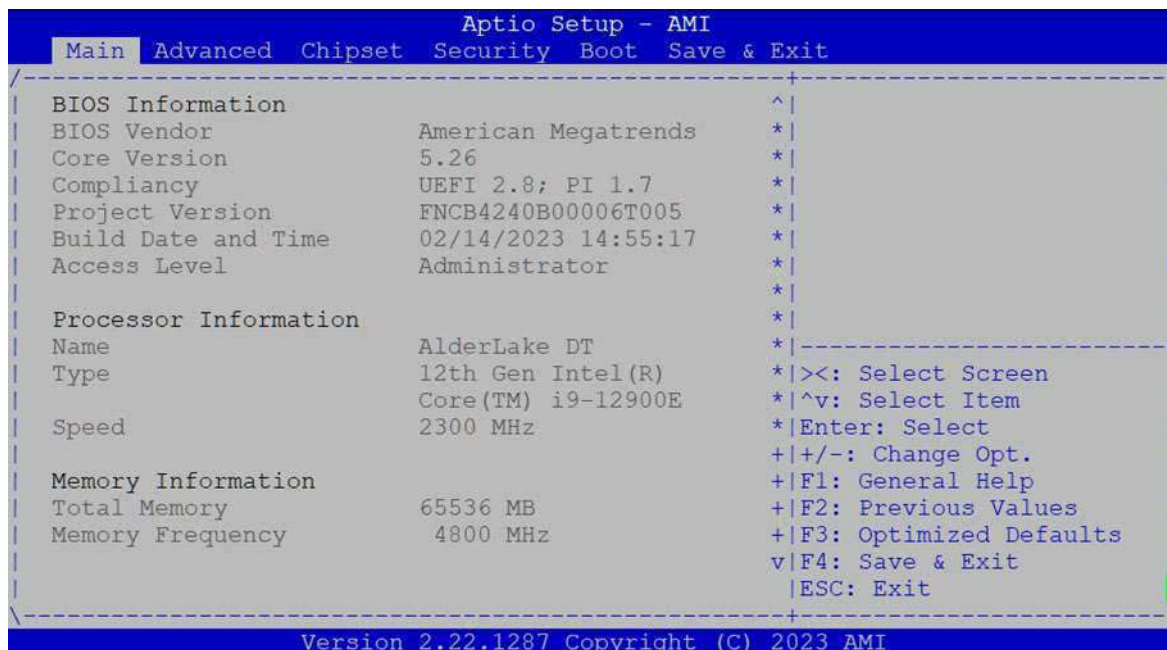 Aptio Setup - AMI
Main Advanced Chipset Security Boot Save & Exit
BIOS Information
BIOS Vendor American Megatrends
Core Version 5.26
Compliancy UEFI 2.8; PI 1.7
Project Version FNCB4240B00006T005
Build Date and Time 02/14/2023 14:55:17
Access Level Administrator
Processor Information
Name AlderLake DT
Type 12th Gen Intel(R)
Core(TM) i9-12900E
Speed 2300 MHz
Memory Information
Total Memory 65536 MB
Memory Frequency 4800 MHz
><: Select Screen
^v: Select Item
Enter: Select
+/-: Change Opt.
F1: General Help
F2: Previous Values
F3: Optimized Defaults
F4: Save & Exit
ESC: Exit
Version 2.22.1287 Copyright (C) 2023 AMI